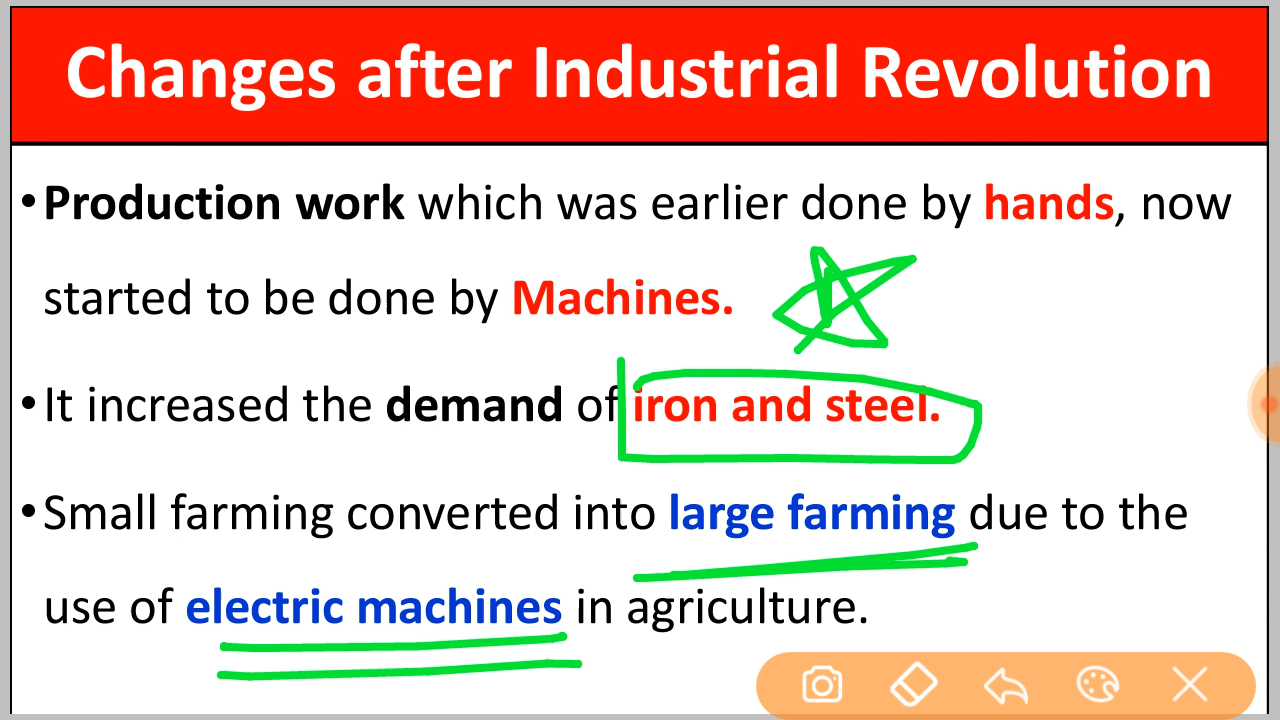 Changes after Industrial Revolution
•Production work which was earlier done by hands, now
started to be done by Machines.
•It increased the demand of iron and steel.
•Small farming converted into large farming due to the
use of electric machines in agriculture.